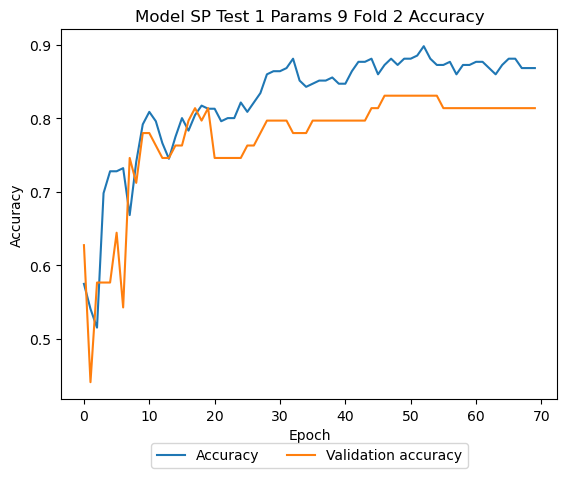 Model SP Test 1 Params 9 Fold 2 Accuracy
0.9
0.8
0.7
0.6
0.5
Accuracy
0 10 20 30 40 50 60 70
Epoch
Accuracy Validation accuracy